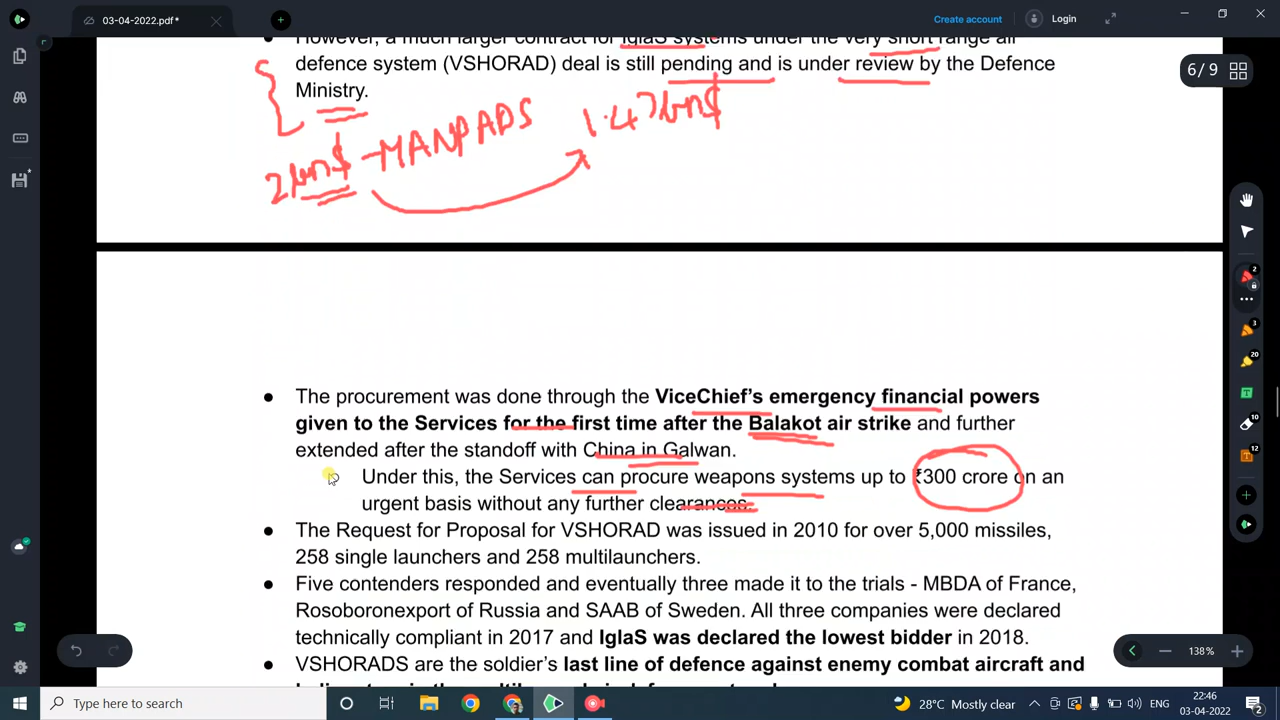 03-04-2022.pdf*
Create account
Login
However, a much larger contract for IglaS systems under the very short range air
defence system (VSHORAD) deal is still pending and is under review by the Defence
Ministry.
6/9
2bn$ - MANPADS
1.47bn$
The procurement was done through the ViceChief's emergency financial powers
given to the Services for the first time after the Balakot air strike and further
extended after the standoff with China in Galwan.
Under this, the Services can procure weapons systems up to ₹300 crore on an
urgent basis without any further clearances.
The Request for Proposal for VSHORAD was issued in 2010 for over 5,000 missiles,
258 single launchers and 258 multilaunchers.
Five contenders responded and eventually three made it to the trials - MBDA of France,
Rosoboronexport of Russia and SAAB of Sweden. All three companies were declared
technically compliant in 2017 and IglaS was declared the lowest bidder in 2018.
VSHORADS are the soldier's last line of defence against enemy combat aircraft and
2
3
20
10
12
138%
Type here to search
28°C Mostly clear
ENG
22:46
03-04-2022
2